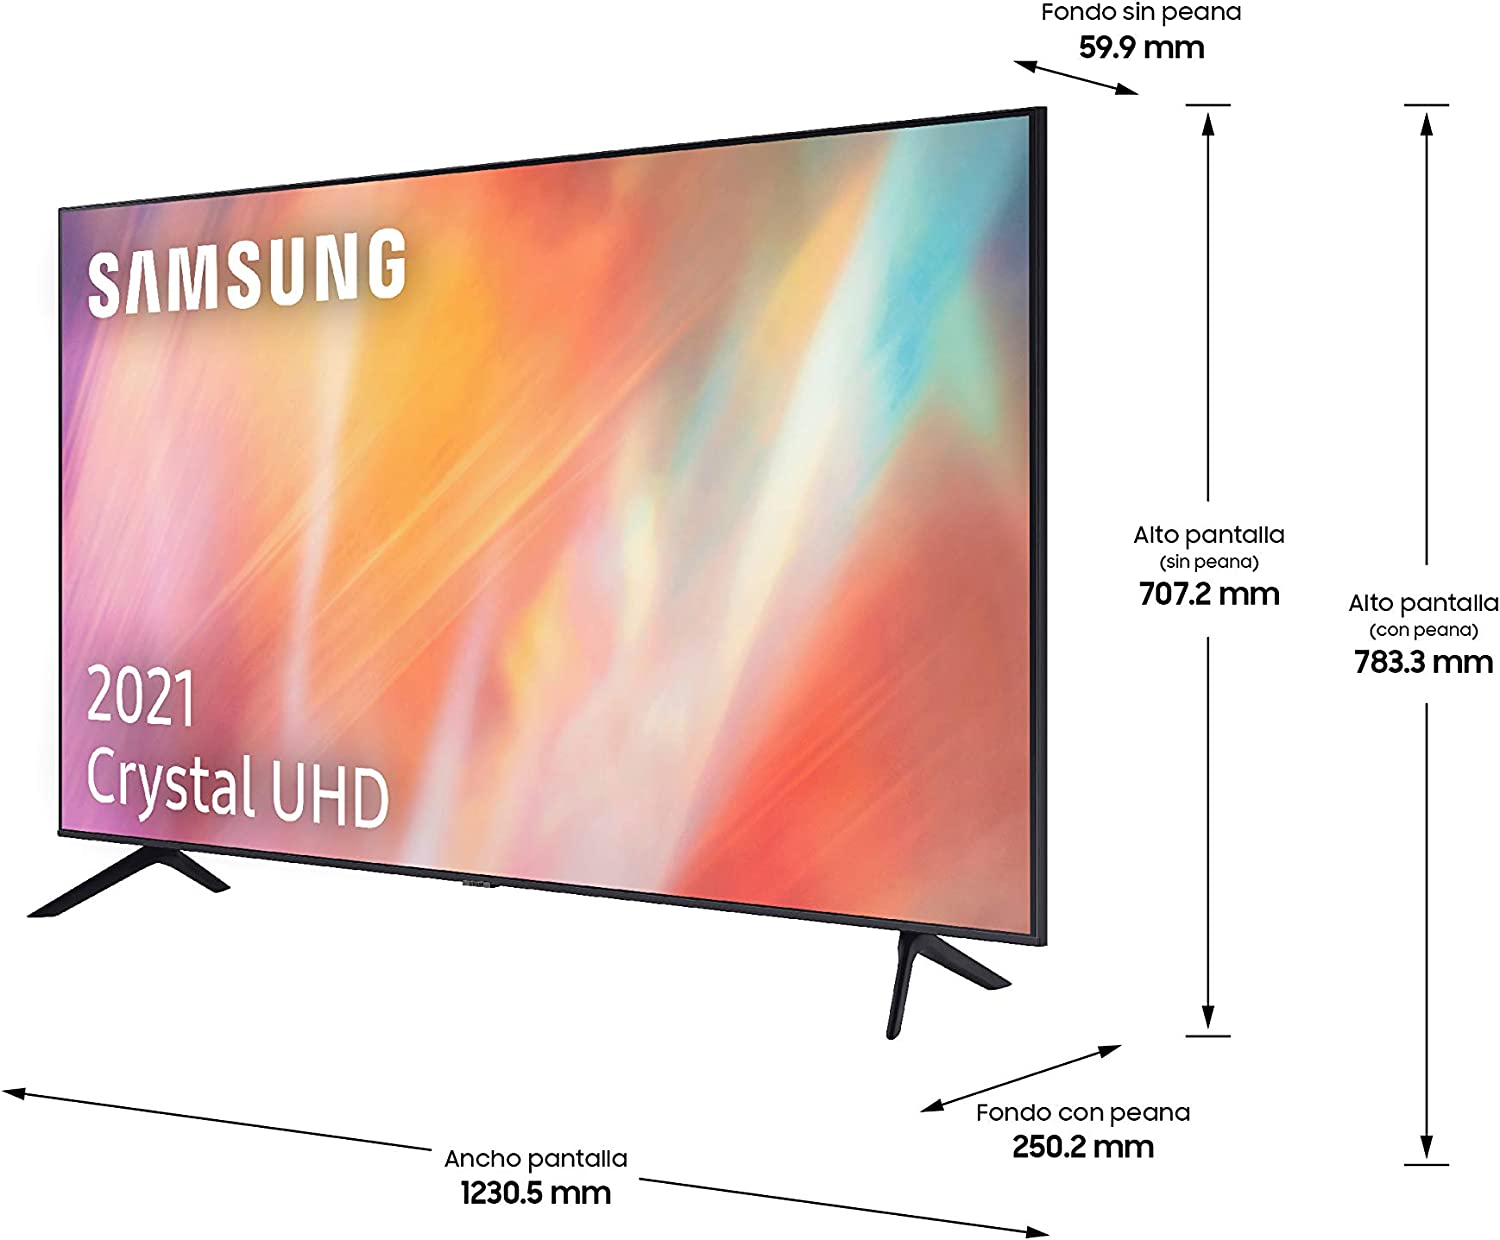 Fondo sin peana
59.9 mm
SAMSUNG
2021
Crystal UHD
Alto pantalla
(sin peana)
707.2 mm
Alto pantalla
(con peana)
783.3 mm
Fondo con peana
250.2 mm
Ancho pantalla
1230.5 mm